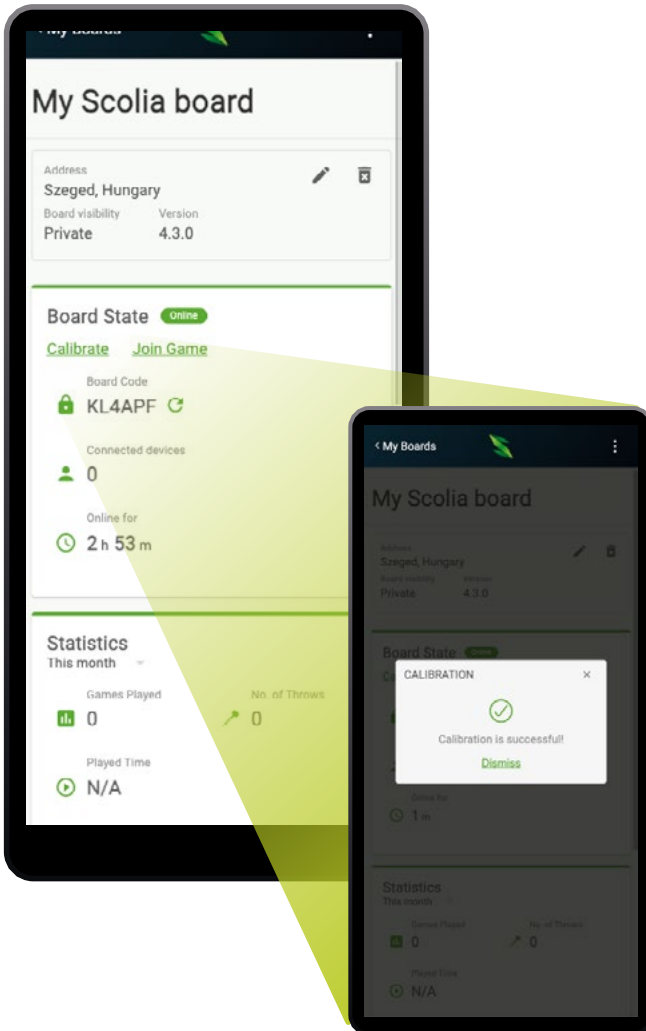 ‹ My Boards
My Scolia board
Address
Szeged, Hungary
Board visibility Version
Private 4.3.0
Board State Online
Calibrate Join Game
Board Code
KL4APF
Connected devices
0
Online for
2 h 53 m
Statistics
This month
Games Played No. of Throws
0 0
Played Time
N/A
‹ My Boards
My Scolia board
Address
Szeged, Hungary
Board visibility Version
Private 4.3.0
Board State Online
CALIBRATION
Calibration is successful!
Dismiss
Online for
1 m
Statistics
This month
Games Played No. of Throws
0 0
Played Time
N/A